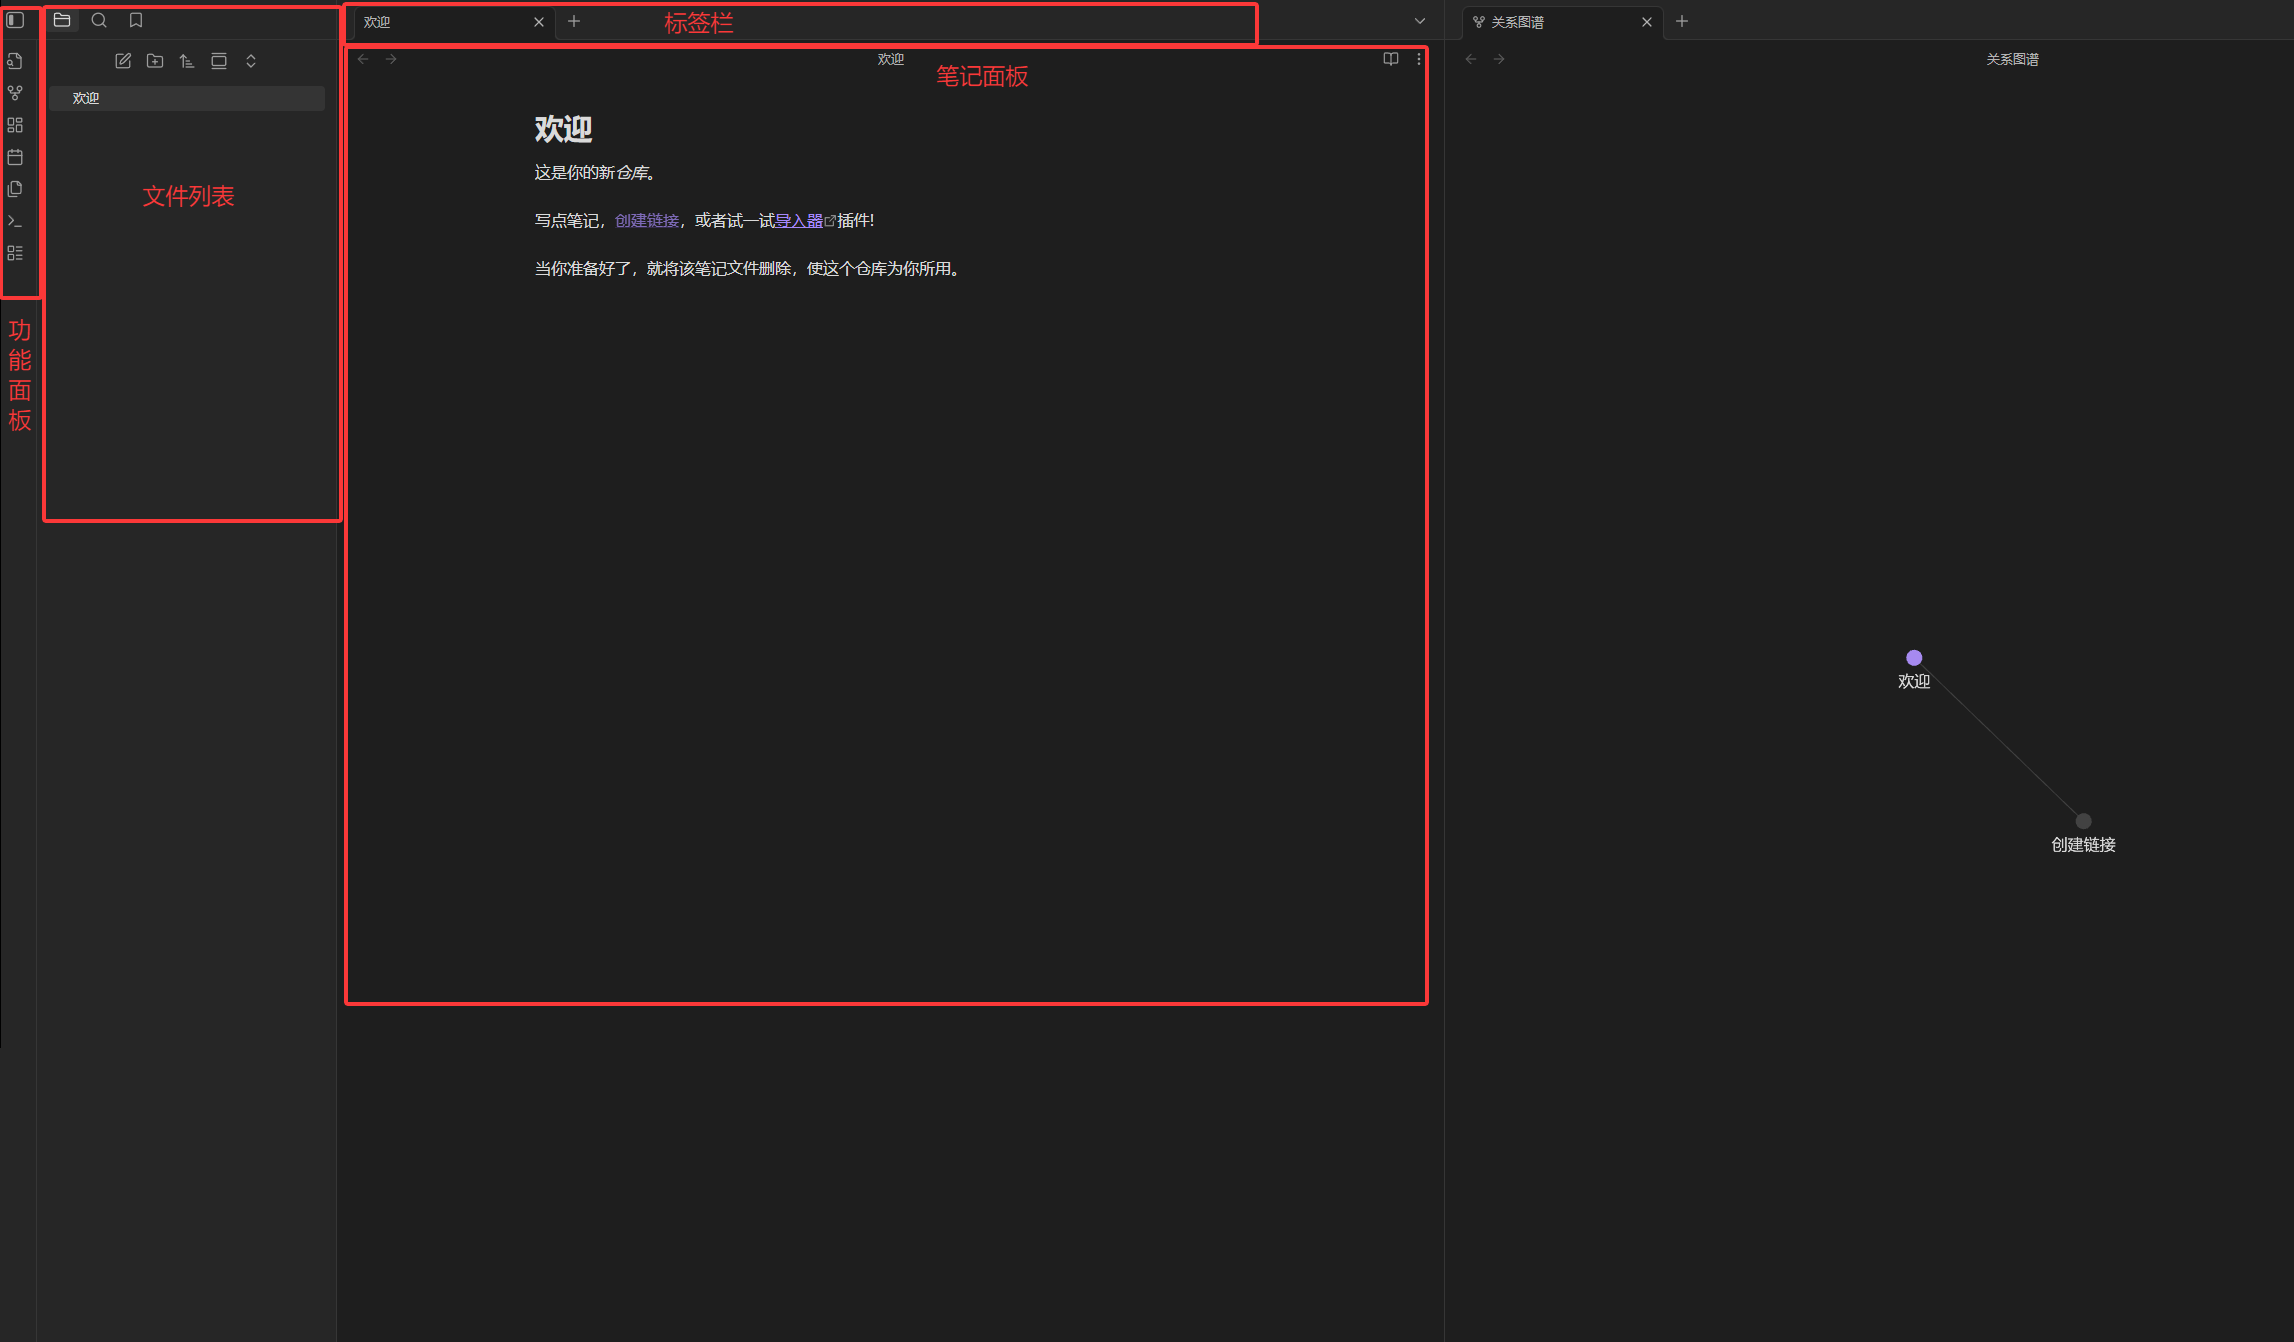 欢迎
标签栏
关系图谱
欢迎
笔记面板
关系图谱
欢迎
文件列表
功
能
面
板
欢迎
这是你的新仓库。
写点笔记，创建链接，或者试一试导入器插件!
当你准备好了，就将该笔记文件删除，使这个仓库为你所用。
欢迎
创建链接